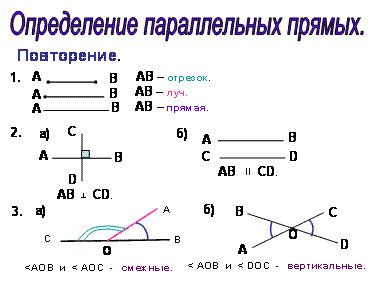 Определение параллельных прямых.
Повторение.
1. A B AB – отрезок.
A B AB – луч.
A B AB – прямая.
2. а) C б) A B
A B C D
D AB || CD.
AB ⊥ CD.
3. а) A б) B C
C O B O
A D
<AOB и <AOC - смежные. <AOB и <DOC - вертикальные.